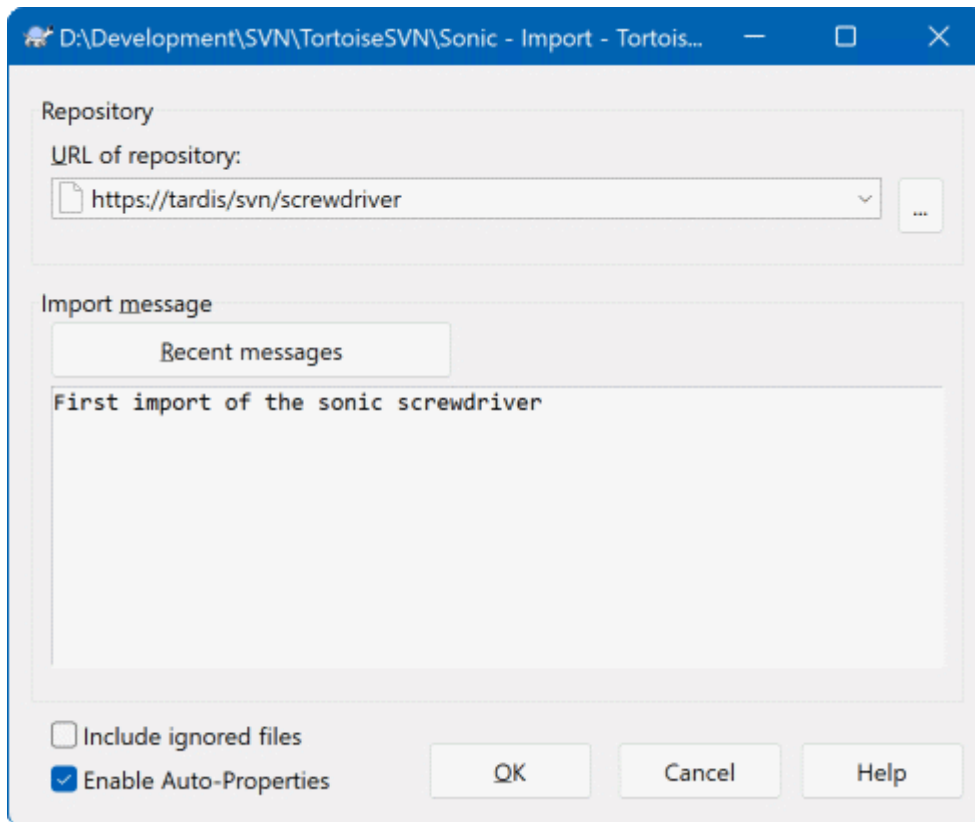 D:\Development\SVN\TortoiseSVN\Sonic - Import - Tortois...
Repository
URL of repository:
https://tardis/svn/screwdriver
...
Import message
Recent messages
First import of the sonic screwdriver
Include ignored files
Enable Auto-Properties
OK
Cancel
Help